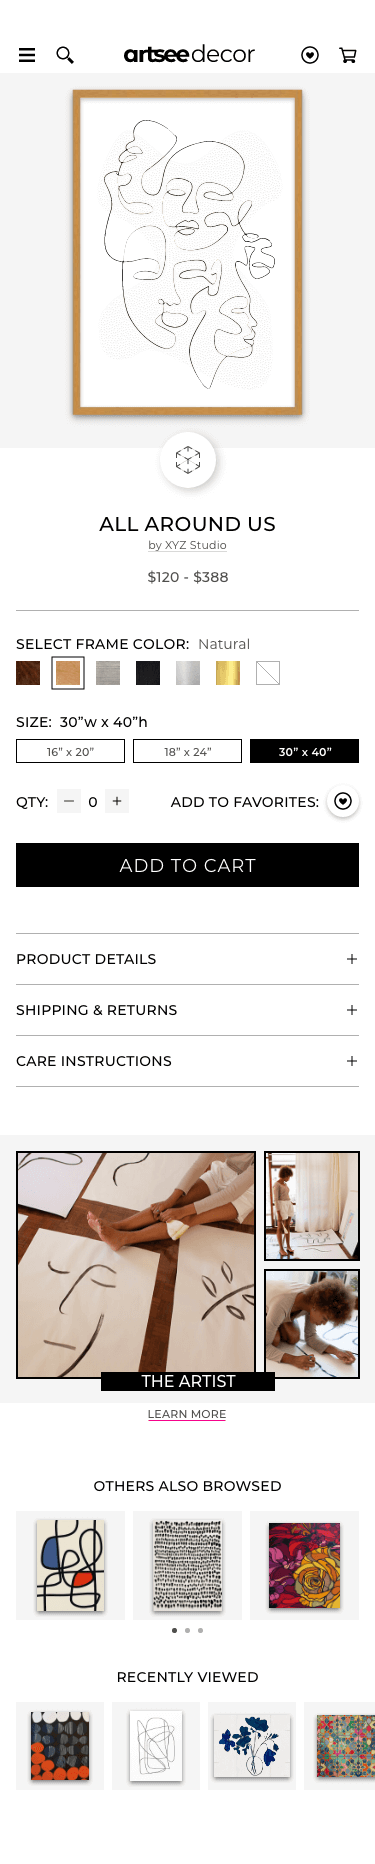 artsee decor
ALL AROUND US
by XYZ Studio
$120 - $388
SELECT FRAME COLOR: Natural
SIZE: 30”w x 40”h
16” x 20” 18” x 24” 30” x 40”
QTY: − 0 + ADD TO FAVORITES:
ADD TO CART
PRODUCT DETAILS +
SHIPPING & RETURNS +
CARE INSTRUCTIONS +
THE ARTIST
LEARN MORE
OTHERS ALSO BROWSED
RECENTLY VIEWED